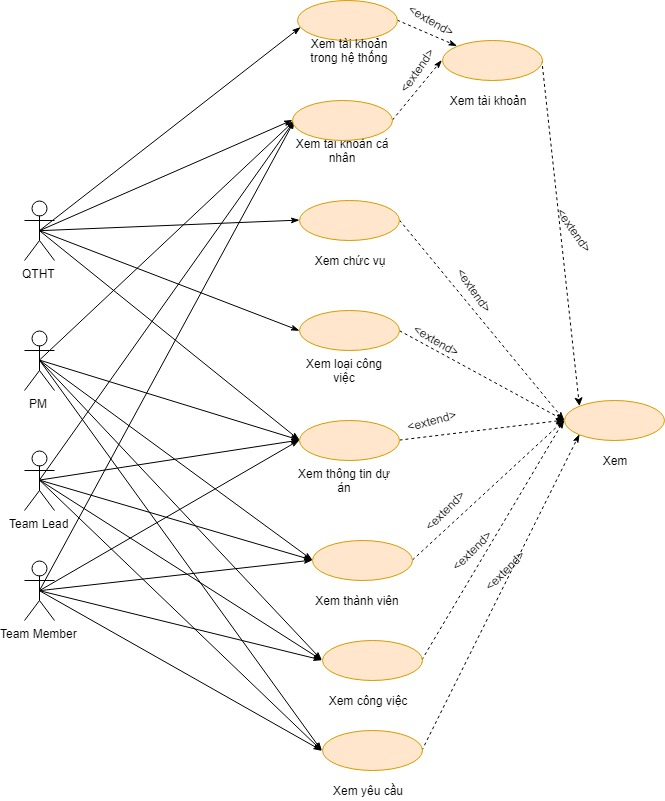 <extend>
Xem tài khoản
trong hệ thống
<extend>
Xem tài khoản
Xem tài khoản cá
nhân
<extend>
QTHT
Xem chức vụ
<extend>
Xem loại công
việc
<extend>
PM
<extend>
Xem
Xem thông tin dự
án
<extend>
Team Lead
<extend>
<extend>
Xem thành viên
Team Member
Xem công việc
Xem yêu cầu